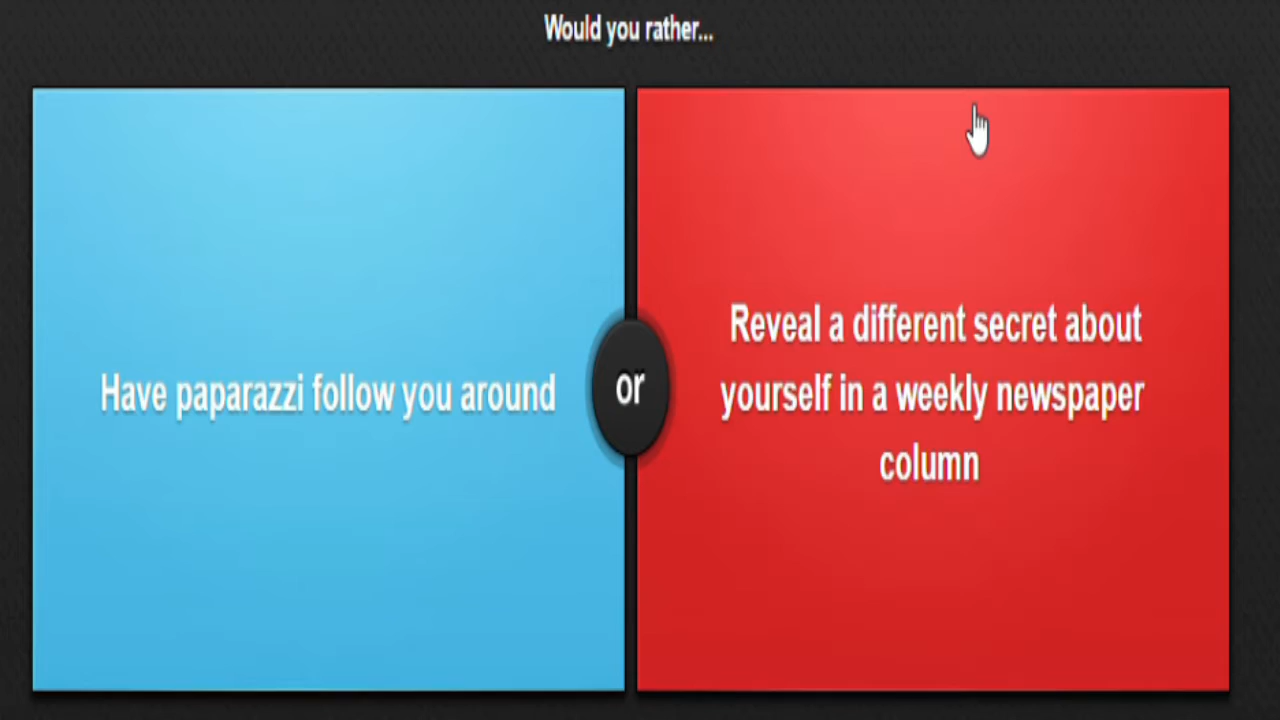 Would you rather...
Have paparazzi follow you around
or
Reveal a different secret about
yourself in a weekly newspaper
column